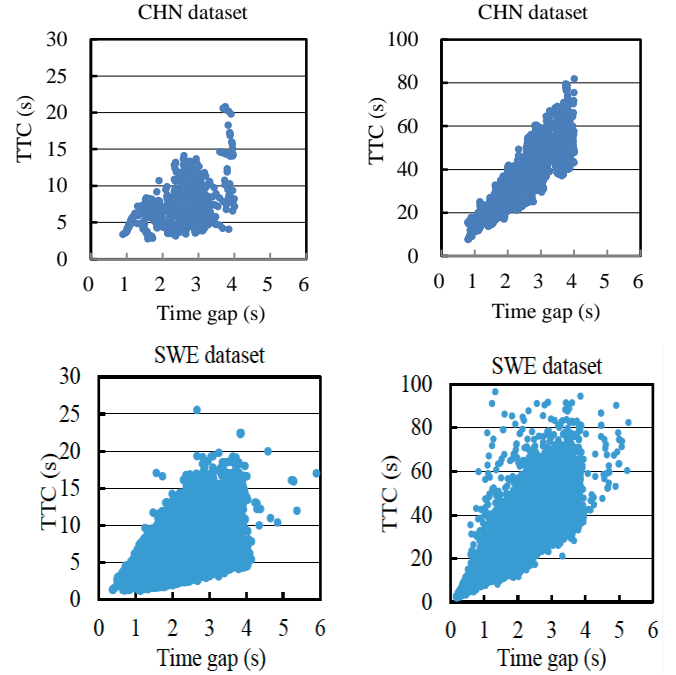 CHN dataset
30
25
20
15
10
5
0
TTC (s)
0 1 2 3 4 5 6
Time gap (s)
CHN dataset
100
80
60
40
20
0
TTC (s)
0 1 2 3 4 5 6
Time gap (s)
SWE dataset
30
25
20
15
10
5
0
TTC (s)
0 1 2 3 4 5 6
Time gap (s)
SWE dataset
100
80
60
40
20
0
TTC (s)
0 1 2 3 4 5 6
Time gap (s)